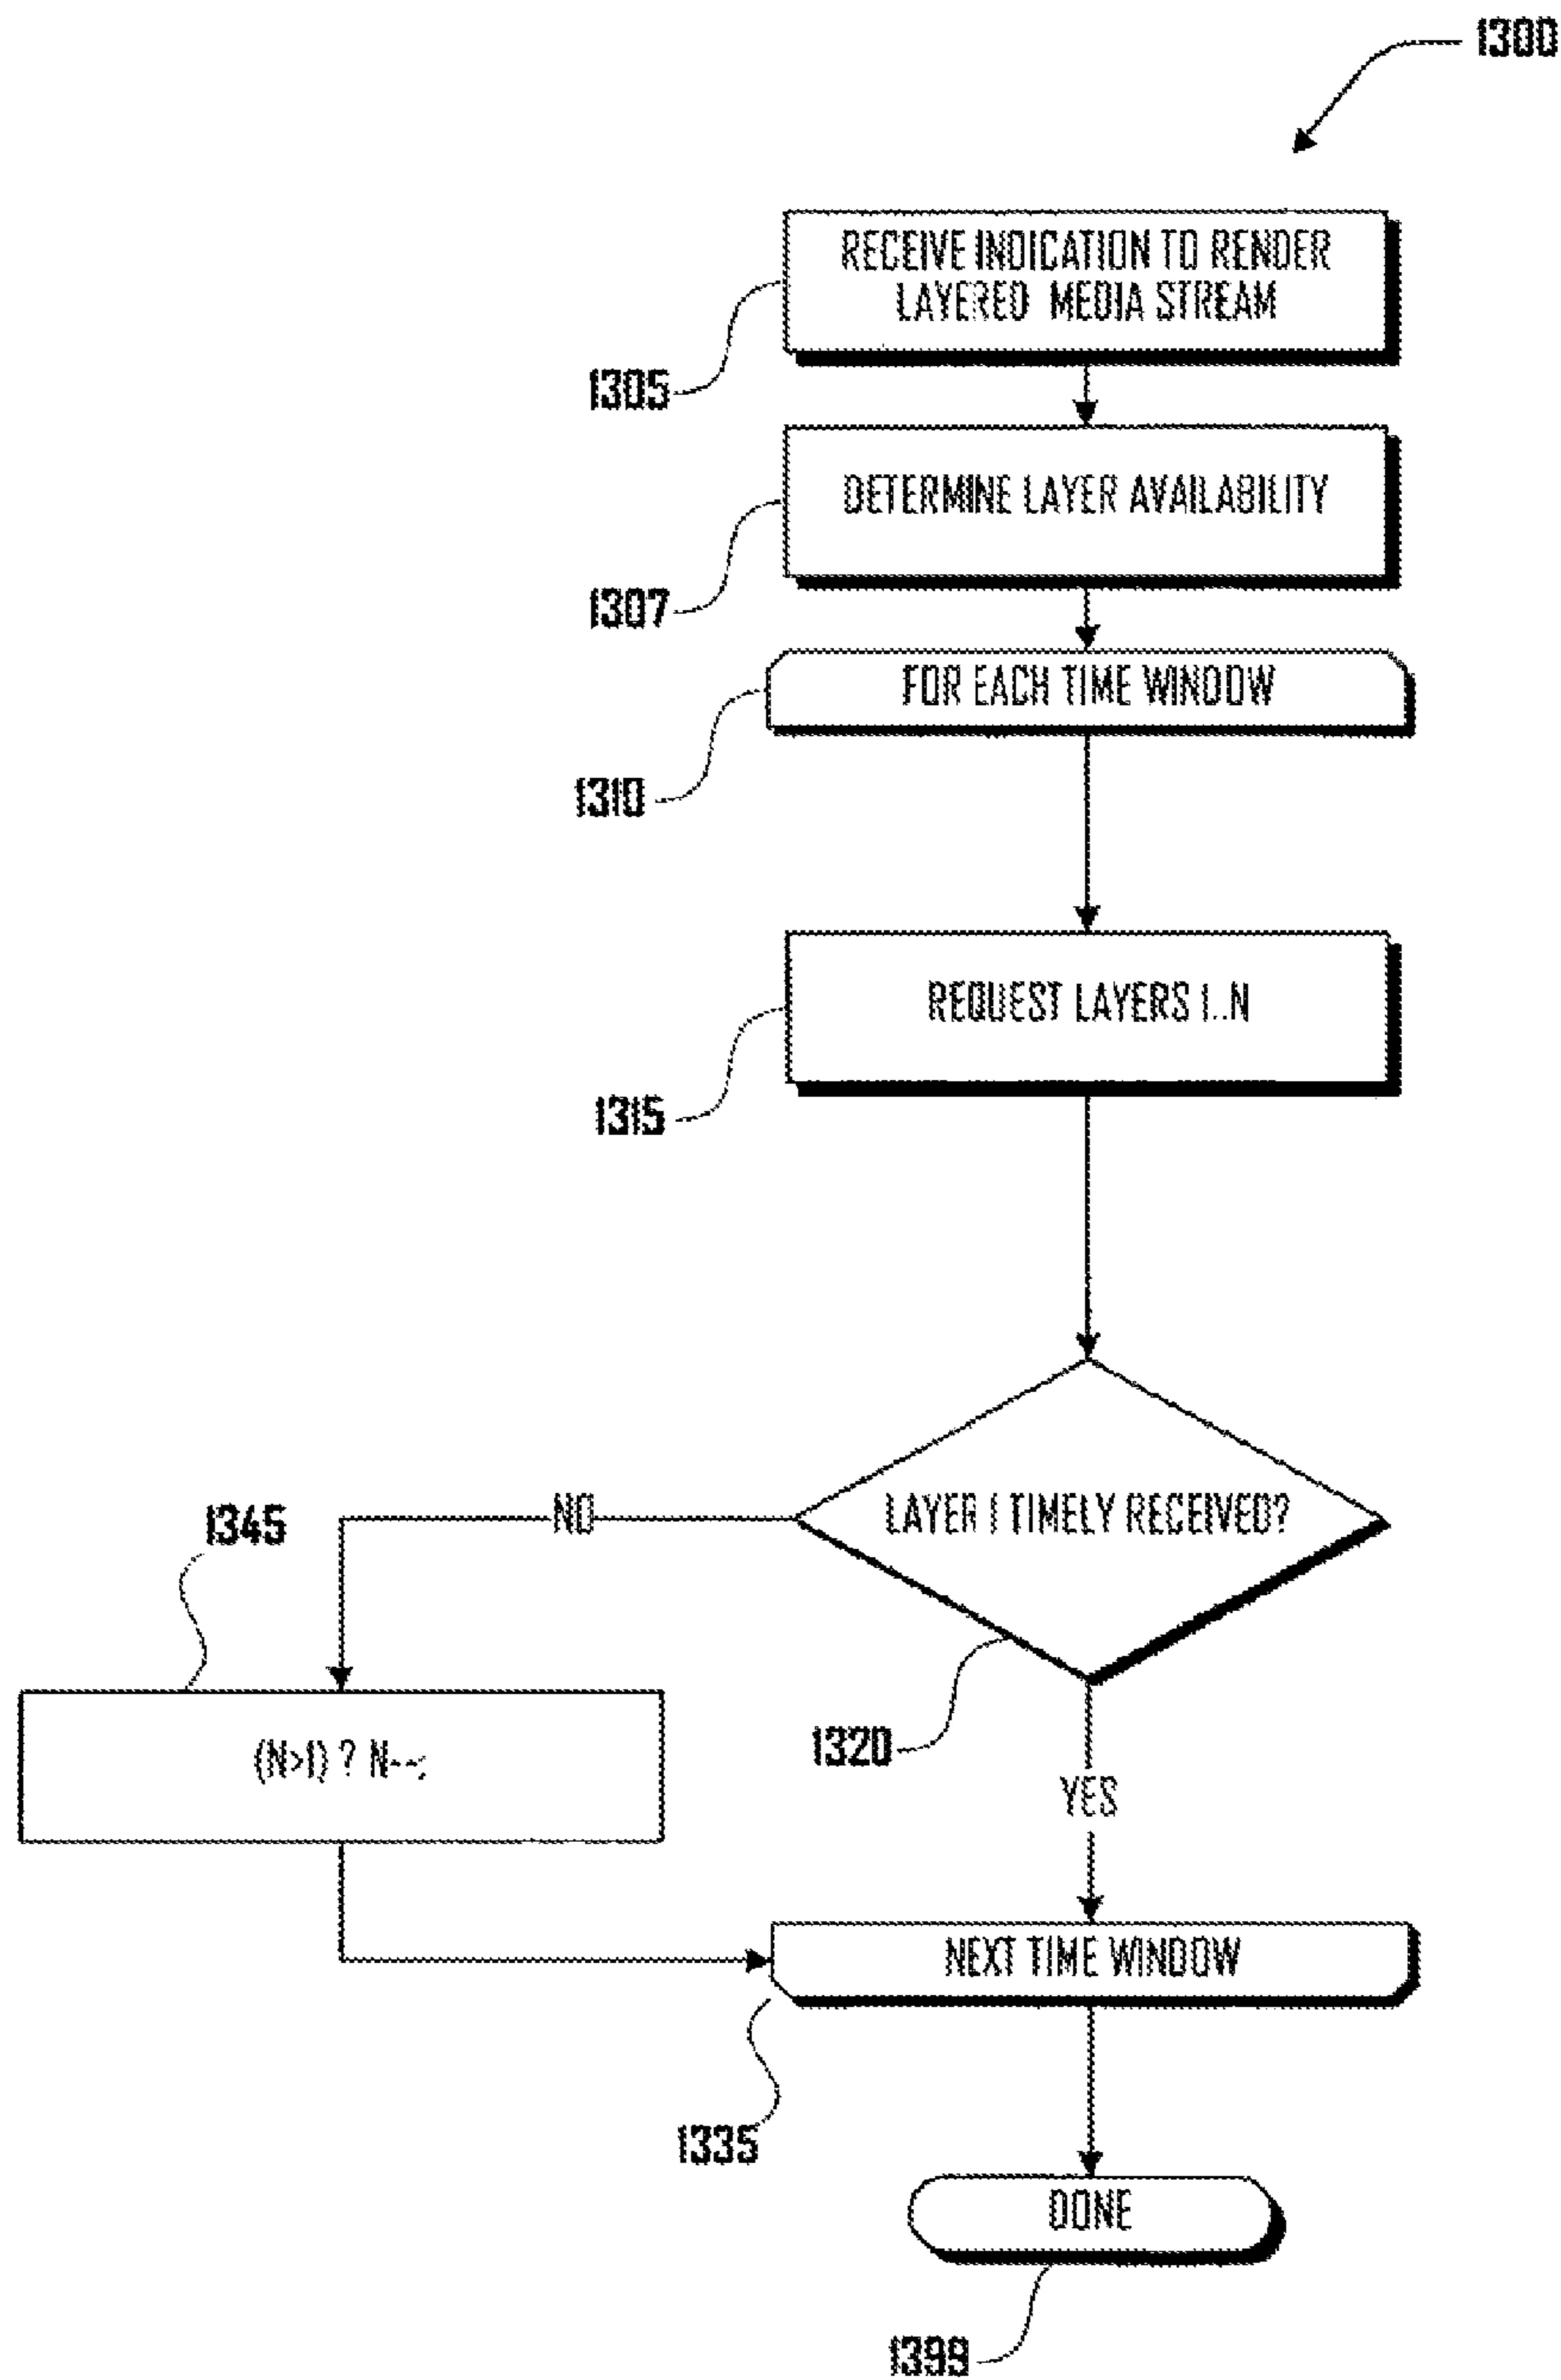 1300
RECEIVE INDICATION TO RENDER
LAYERED MEDIA STREAM
1305
DETERMINE LAYER AVAILABILITY
1307
FOR EACH TIME WINDOW
1310
REQUEST LAYERS 1..N
1315
LAYER 1 TIMELY RECEIVED?
NO
1345
(N>1) ? N--;
1320
YES
NEXT TIME WINDOW
1335
DONE
1399